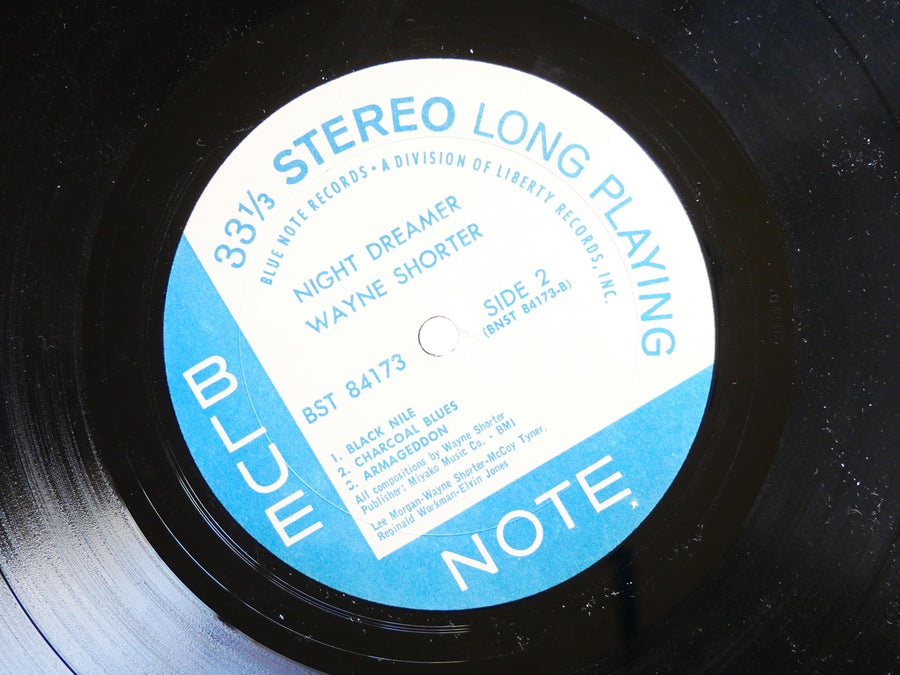 33⅓ STEREO LONG PLAYING
BLUE NOTE RECORDS • A DIVISION OF LIBERTY RECORDS, INC.
NIGHT DREAMER
WAYNE SHORTER
SIDE 2
(BNST 84173-B)
BST 84173
1. BLACK NILE
2. CHARCOAL BLUES
3. ARMAGEDDON
All compositions by Wayne Shorter
Publisher: Miyako Music Co. - BMI
Lee Morgan-Wayne Shorter-McCoy Tyner,
Reginald Workman-Elvin Jones
BLUE
NOTE
R